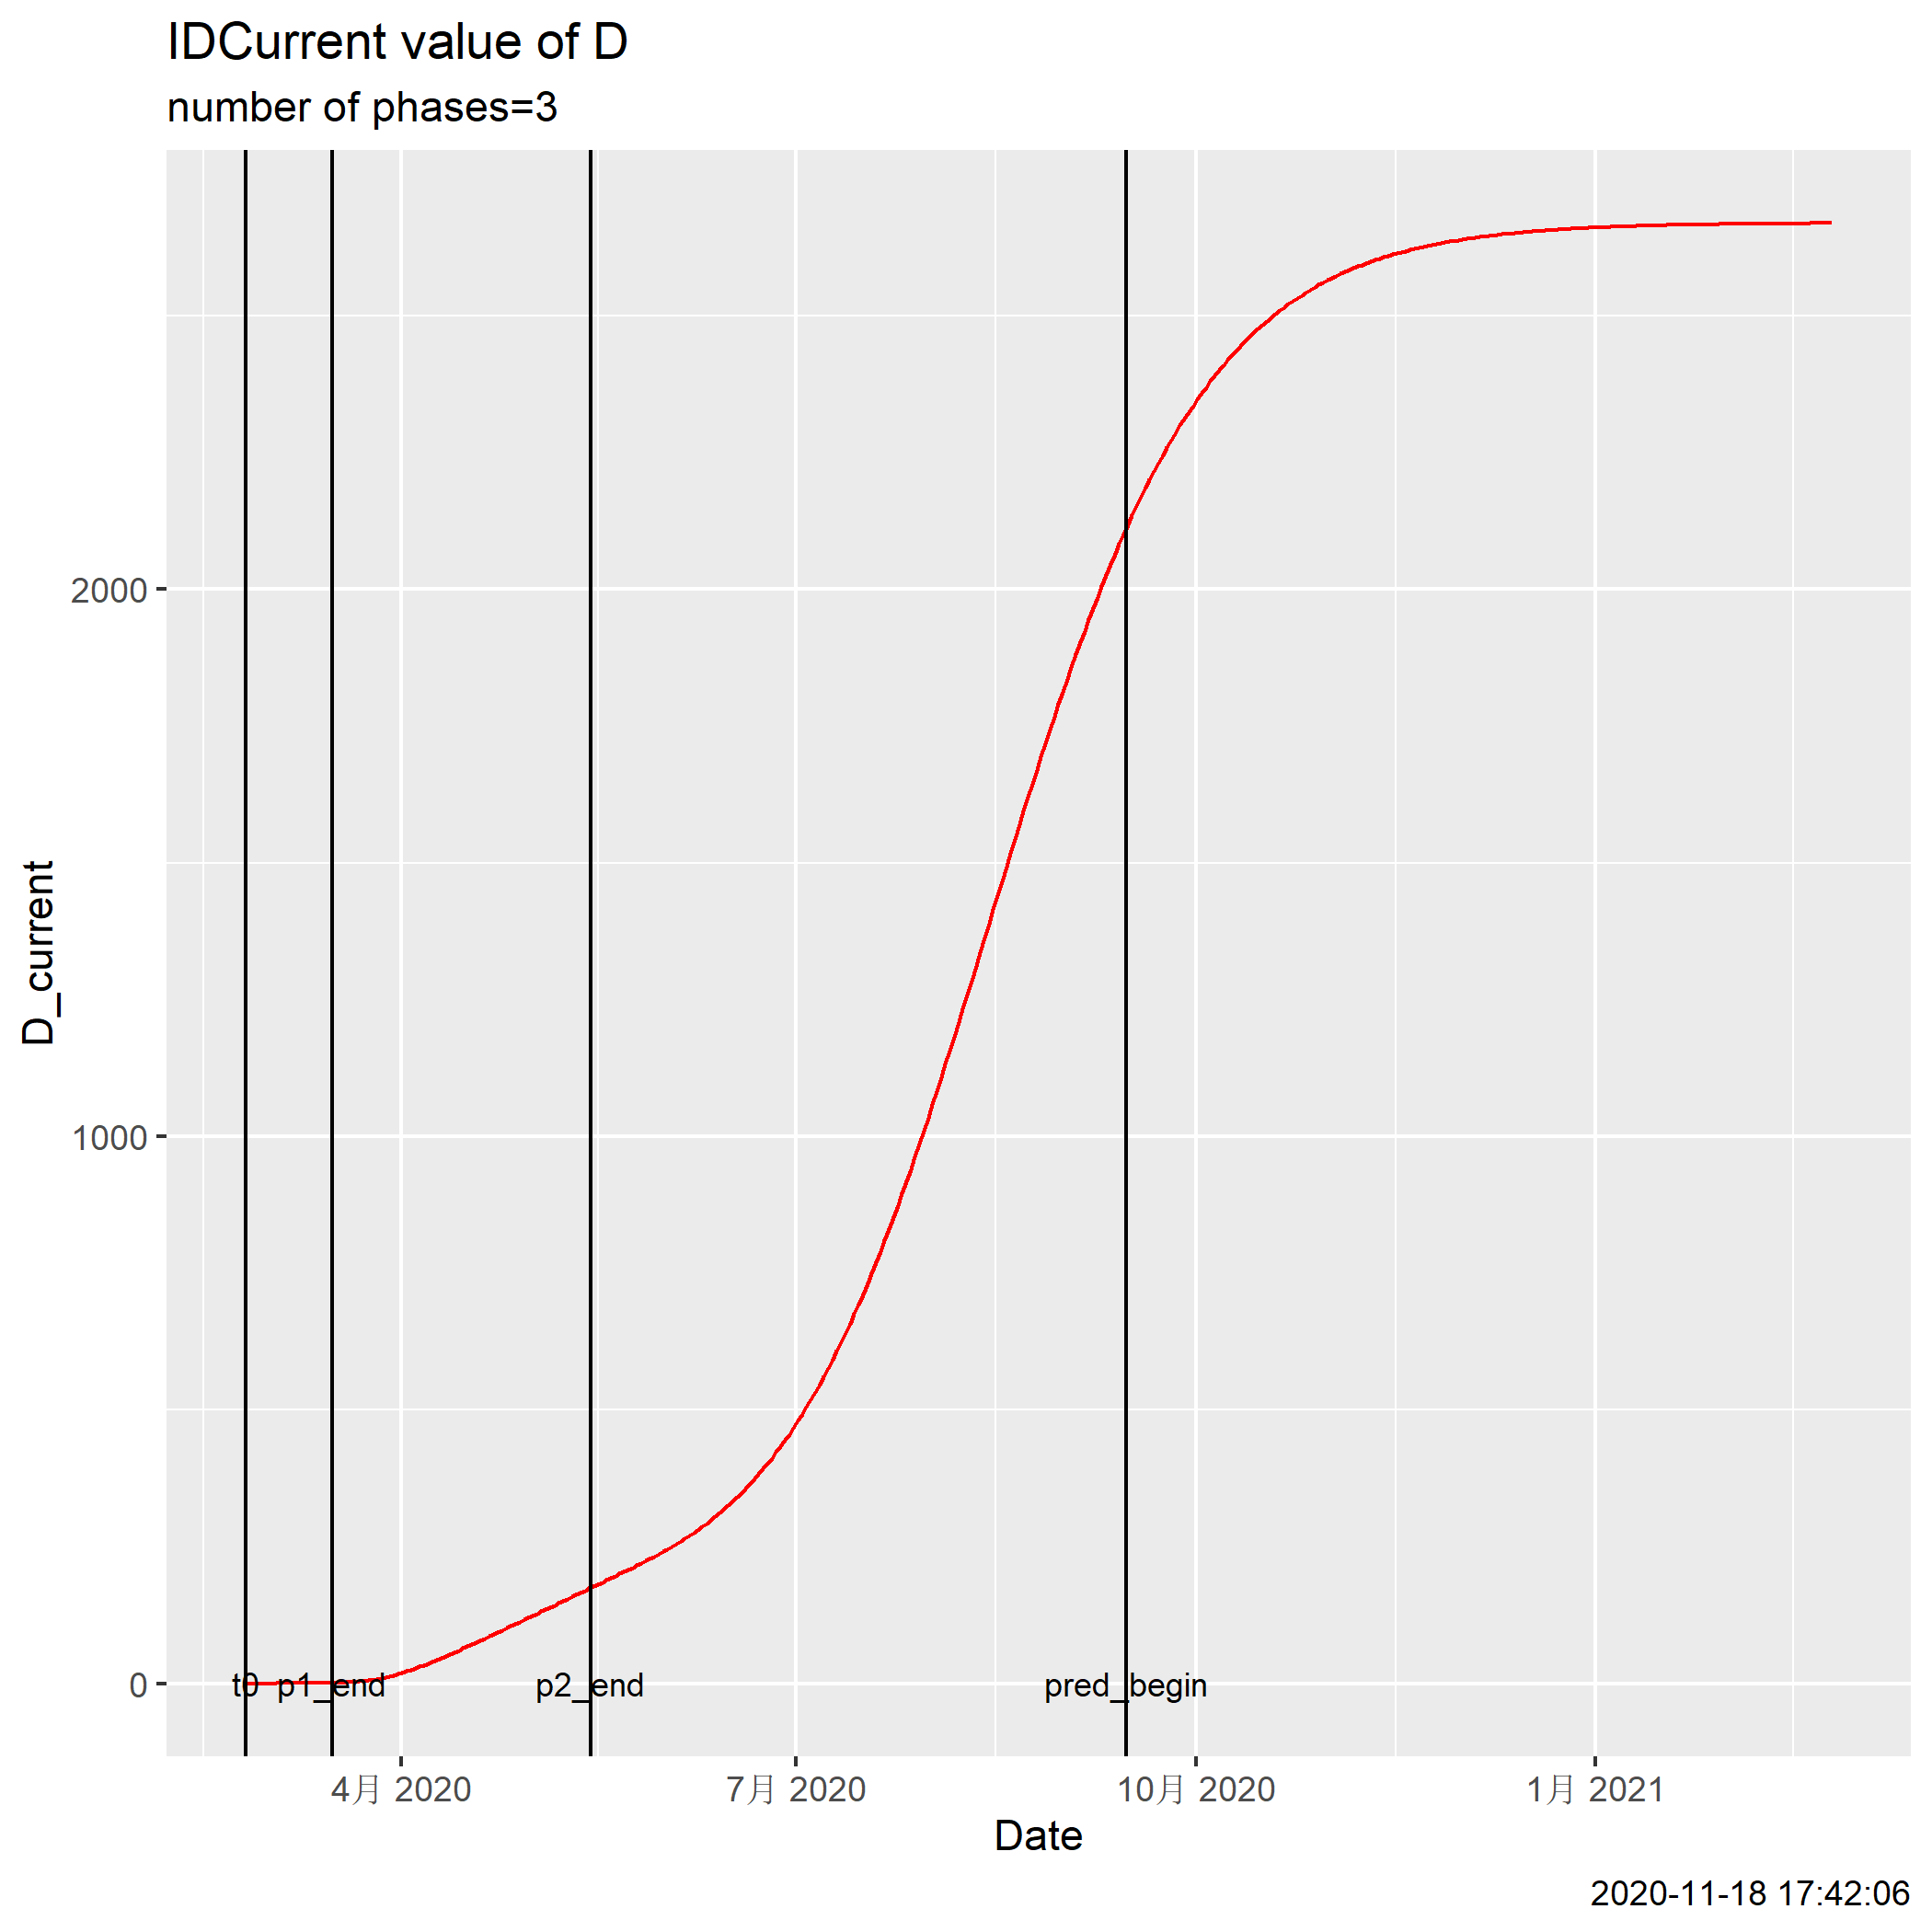 IDCurrent value of D
number of phases=3
D_current
2000
1000
0
t0 p1_end p2_end pred_begin
4月 2020 7月 2020 10月 2020 1月 2021
Date
2020-11-18 17:42:06